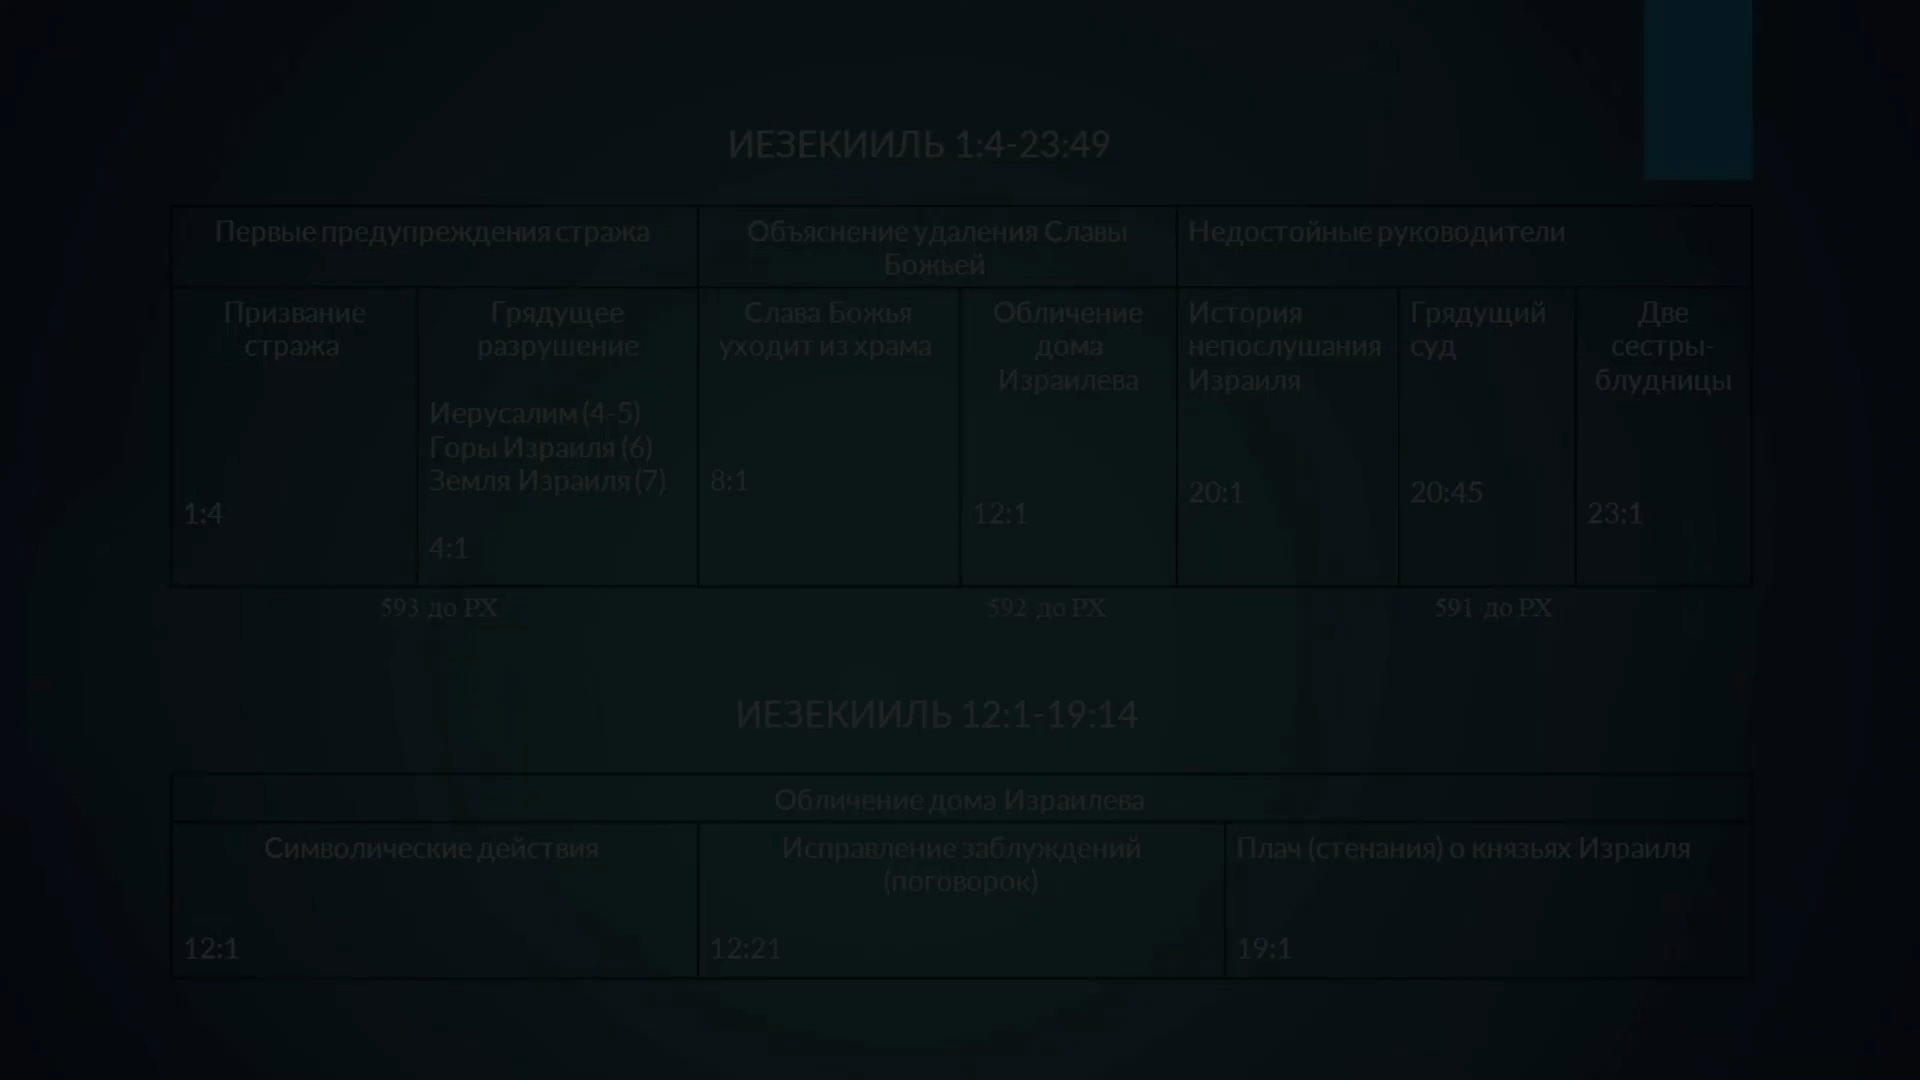 ИЕЗЕКИИЛЬ 1:4-23:49
Первые предупреждения стража
Объяснение удаления Славы
Божьей
Недостойные руководители
Призвание
стража
1:4
Грядущее
разрушение
Иерусалим (4-5)
Горы Израиля (6)
Земля Израиля (7)
4:1
Слава Божья
уходит из храма
8:1
Обличение
дома
Израилева
12:1
История
непослушания
Израиля
20:1
Грядущий
суд
20:45
Две
сестры-
блудницы
23:1
593 до РХ
592 до РХ
591 до РХ
ИЕЗЕКИИЛЬ 12:1-19:14
Обличение дома Израилева
Символические действия
12:1
Исправление заблуждений
(поговорок)
12:21
Плач (стенания) о князьях Израиля
19:1